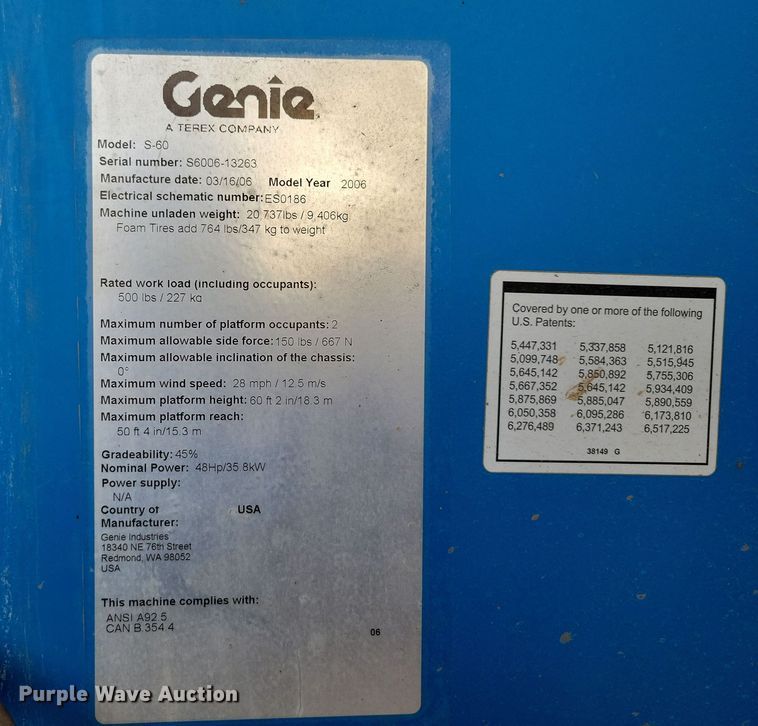 Genie
A TEREX COMPANY
Model: S-60
Serial number: S6006-13263
Manufacture date: 03/16/06 Model Year 2006
Electrical schematic number: ES0186
Machine unladen weight: 20 737lbs / 9,406kg
Foam Tires add 764 lbs/347 kg to weight
Rated work load (including occupants):
500 lbs / 227 kg
Maximum number of platform occupants: 2
Maximum allowable side force: 150 lbs / 667 N
Maximum allowable inclination of the chassis:
0°
Maximum wind speed: 28 mph / 12.5 m/s
Maximum platform height: 60 ft 2 in/18.3 m
Maximum platform reach:
50 ft 4 in/15.3 m
Gradeability: 45%
Nominal Power: 48Hp/35.8kW
Power supply:
N/A
Country of USA
Manufacturer:
Genie Industries
18340 NE 76th Street
Redmond, WA 98052
USA
This machine complies with:
ANSI A92.5
CAN B.354.4
06
Covered by one or more of the following
U.S. Patents:
5,447,331 5,337,858 5,121,816
5,099,748 5,584,363 5,515,945
5,645,142 5,850,892 5,755,306
5,667,352 5,645,142 5,934,409
5,875,869 5,885,047 5,890,559
6,050,358 6,095,286 6,173,810
6,276,489 6,371,243 6,517,225
38149 G
Purple Wave Auction